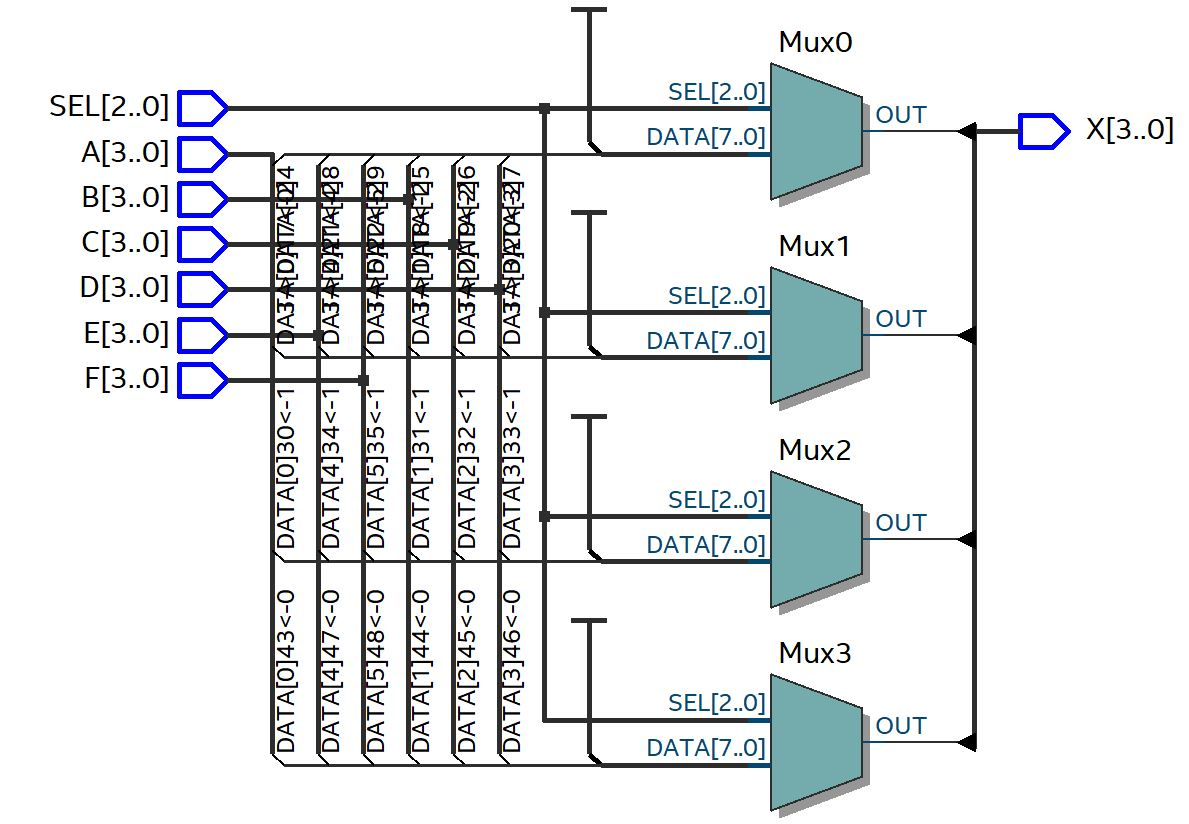 Mux0
SEL[2..0]
SEL[2..0]
OUT
A[3..0]
DATA[7..0]
X[3..0]
B[3..0]
C[3..0]
Mux1
D[3..0]
SEL[2..0]
OUT
E[3..0]
DATA[7..0]
F[3..0]
DATA[0]30<-1
DATA[4]34<-1
DATA[5]35<-1
DATA[1]31<-1
DATA[2]32<-1
DATA[3]33<-1
Mux2
SEL[2..0]
OUT
DATA[7..0]
DATA[0]43<-0
DATA[4]47<-0
DATA[5]48<-0
DATA[1]44<-0
DATA[2]45<-0
DATA[3]46<-0
Mux3
SEL[2..0]
OUT
DATA[7..0]